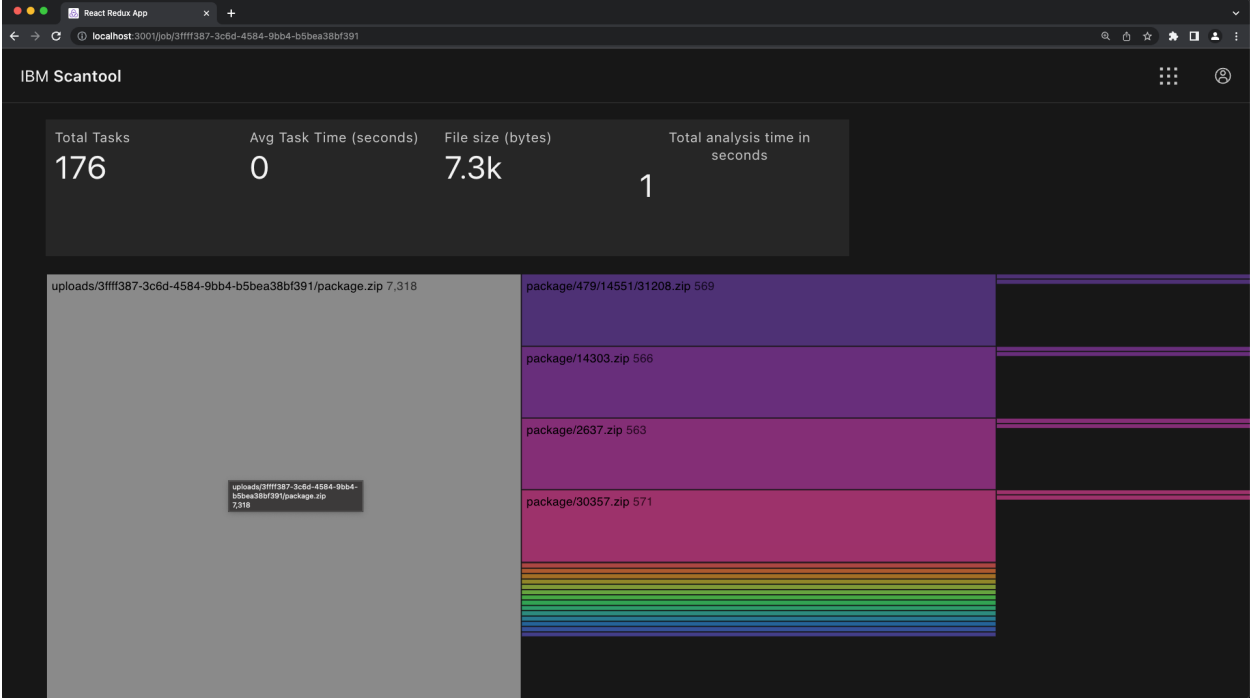 React Redux App
localhost:3001/job/3ffff387-3c6d-4584-9bb4-b5bea38bf391
IBM Scantool
Total Tasks
176
Avg Task Time (seconds)
0
File size (bytes)
7.3k
Total analysis time in
seconds
1
uploads/3ffff387-3c6d-4584-9bb4-b5bea38bf391/package.zip 7,318
package/479/14551/31208.zip 569
package/14303.zip 566
package/2637.zip 563
package/30357.zip 571
uploads/3ffff387-3c6d-4584-9bb4-
b5bea38bf391/package.zip
7,318